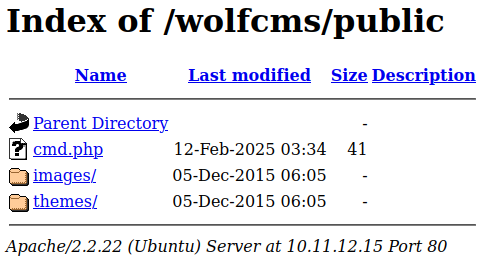 Index of /wolfcms/public
Name Last modified Size Description
Parent Directory -
cmd.php 12-Feb-2025 03:34 41
images/ 05-Dec-2015 06:05 -
themes/ 05-Dec-2015 06:05 -
Apache/2.2.22 (Ubuntu) Server at 10.11.12.15 Port 80